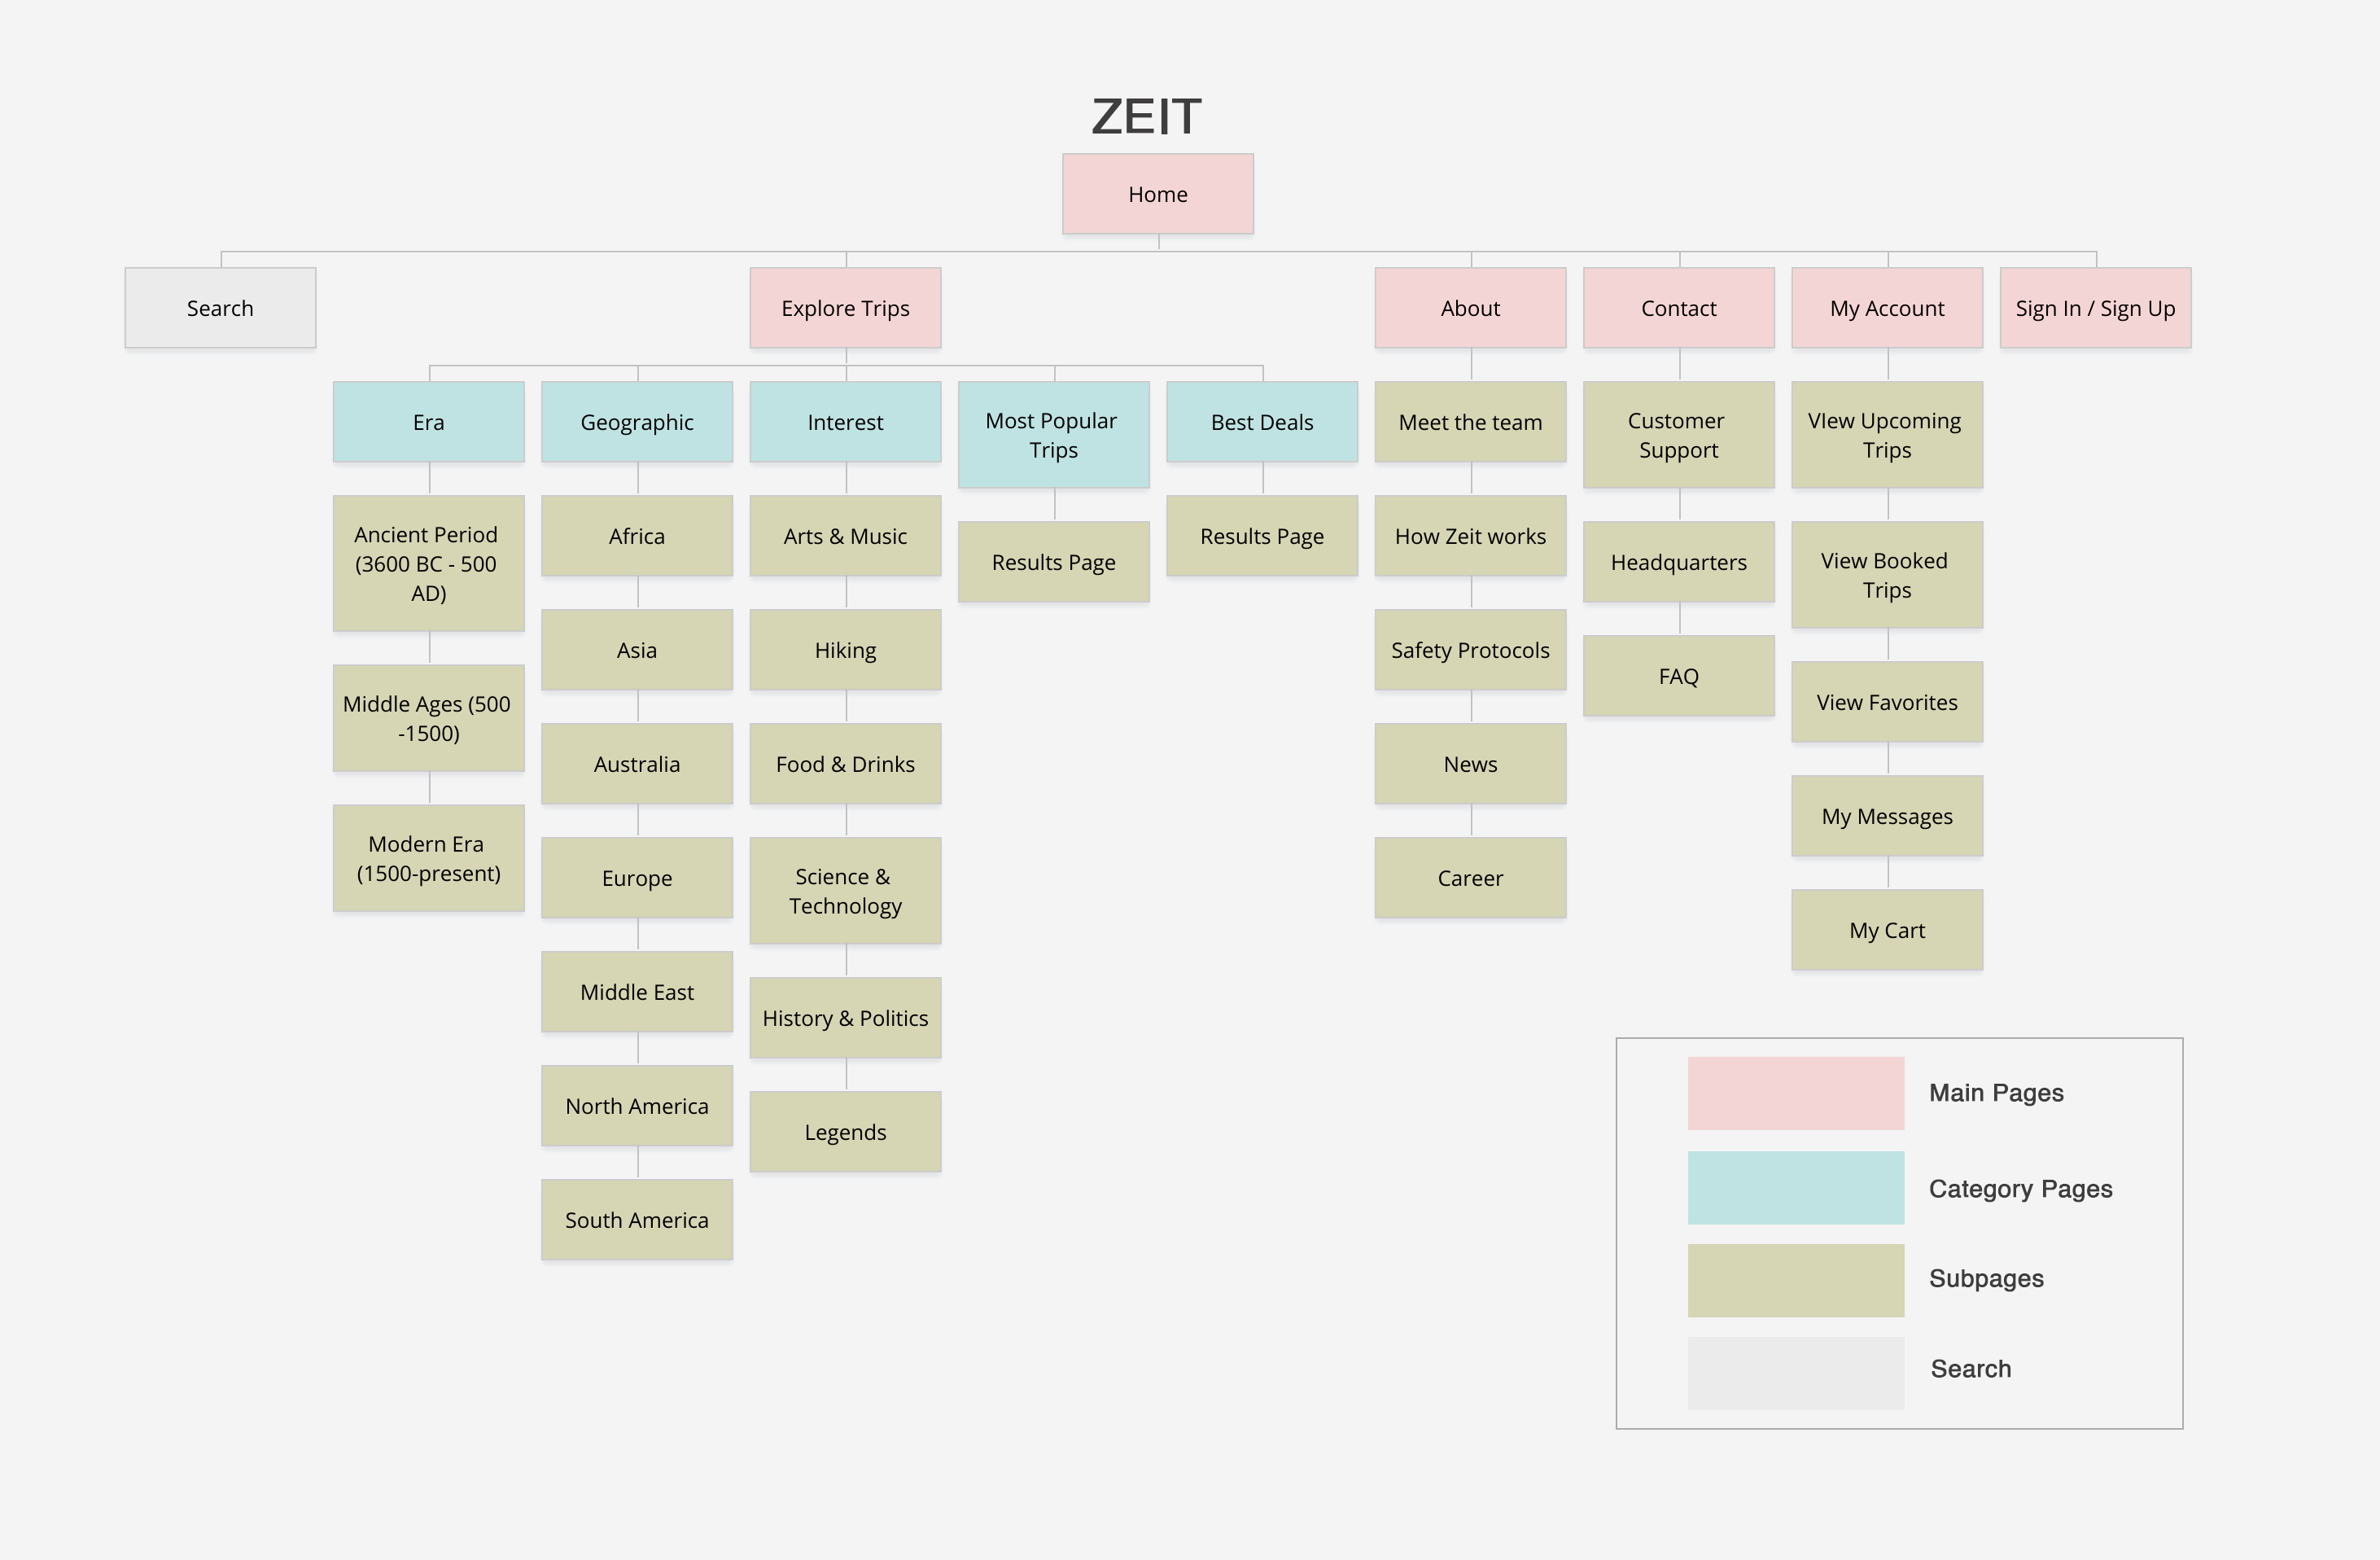 ZEIT
Home
Search
Explore Trips
About
Contact
My Account
Sign In / Sign Up
Era
Geographic
Interest
Most Popular
Trips
Best Deals
Meet the team
Customer
Support
VIew Upcoming
Trips
Ancient Period
(3600 BC - 500
AD)
Middle Ages (500
-1500)
Modern Era
(1500-present)
Africa
Asia
Australia
Europe
Middle East
North America
South America
Arts & Music
Hiking
Food & Drinks
Science &
Technology
History & Politics
Legends
Results Page
Results Page
How Zeit works
Safety Protocols
News
Career
Headquarters
FAQ
View Booked
Trips
View Favorites
My Messages
My Cart
Main Pages
Category Pages
Subpages
Search